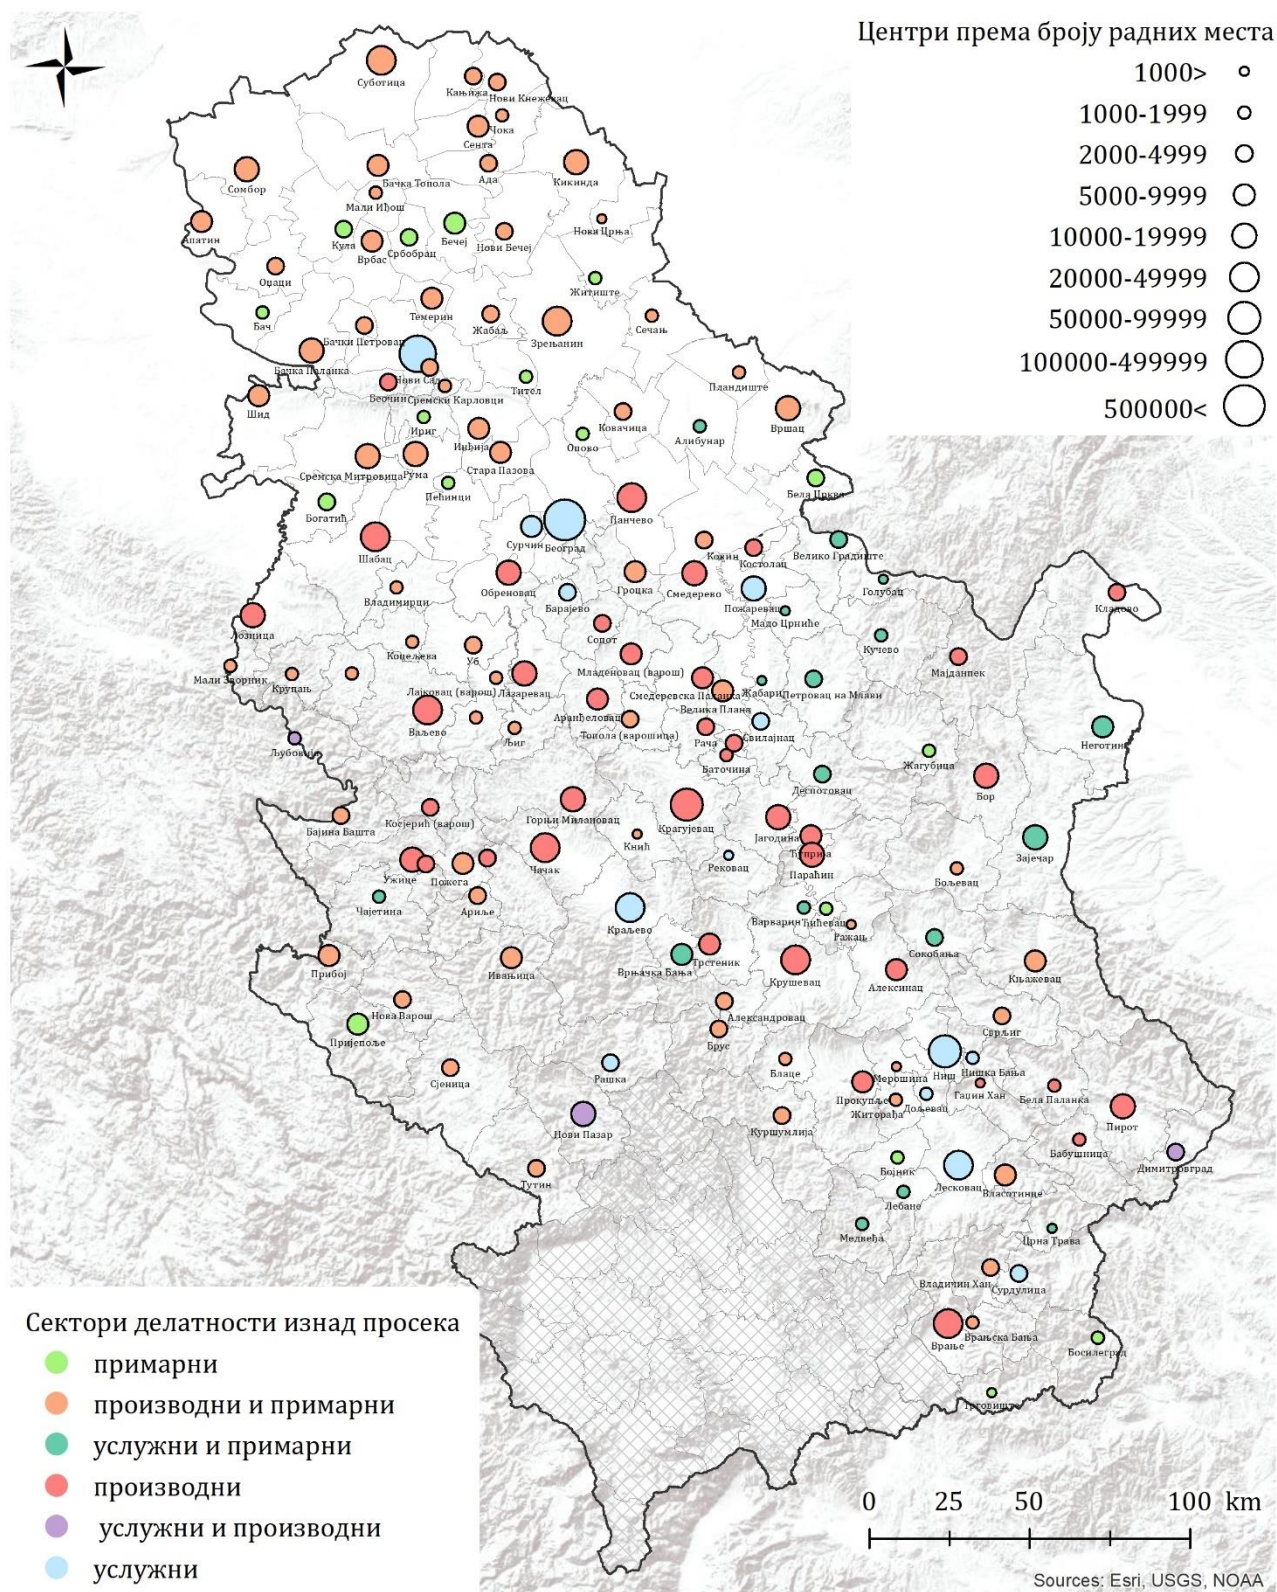 Центри према броју радних места
1000>
1000-1999
2000-4999
5000-9999
10000-19999
20000-49999
50000-99999
100000-499999
500000<
Суботица
Кањижа
Нови Кнежевац
Чока
Сента
Сомбор
Бачка Топола
Ада
Кикинда
Мали Иђош
Апатин
Кула
Врбас
Србобран
Бечеј
Нови Бечеј
Нови Црња
Оџаци
Житиште
Бач
Темерин
Жабаљ
Зрењанин
Сечањ
Бачки Петровац
Бачка Паланка
Нови Сад
Беочин
Сремски Карловци
Тител
Пландиште
Шид
Ириг
Инђија
Ковачица
Алибунар
Вршац
Опово
Сремска Митровица
Рума
Стара Пазова
Пећинци
Бела Црква
Богатић
Панчево
Шабац
Сурчин
Београд
Ковин
Костолац
Велико Градиште
Владимирци
Обреновац
Барајево
Гроцка
Смедерево
Пожаревац
Мало Црниће
Голубац
Кладово
Лозница
Сопот
Кучево
Мајданпек
Коцељева
Уб
Младеновац (варош)
Мали Зворник
Крупањ
Лајковац (варош)
Лазаревац
Смедеревска Паланка
Жабари
Петровац на Млави
Велика Плана
Ваљево
Љиг
Аранђеловац
Топола (варошица)
Рача
Свилајнац
Неготин
Љубовија
Баточина
Жагубица
Деспотовац
Бор
Бајина Башта
Косјерић (варош)
Горњи Милановац
Крагујевац
Јагодина
Кнић
Ћуприја
Зајечар
Ужице
Пожега
Чачак
Рековац
Параћин
Бољевац
Чајетина
Ариље
Краљево
Варварин
Ћићевац
Ражањ
Сокобања
Прибој
Ивањица
Врњачка Бања
Трстеник
Крушевац
Алексинац
Књажевац
Нова Варош
Александровац
Сврљиг
Пријепоље
Брус
Сјеница
Рашка
Блаце
Мерошина
Ниш
Нишка Бања
Прокупље
Житорађа
Дољевац
Гаџин Хан
Бела Паланка
Пирот
Нови Пазар
Куршумлија
Бабушница
Димитровград
Тутин
Бојник
Лесковац
Власотинце
Лебане
Медвеђа
Црна Трава
Владичин Хан
Сурдулица
Врање
Врањска Бања
Босилеград
Трговиште
Сектори делатности изнад просека
примарни
производни и примарни
услужни и примарни
производни
услужни и производни
услужни
0 25 50 100 km
Sources: Esri, USGS, NOAA